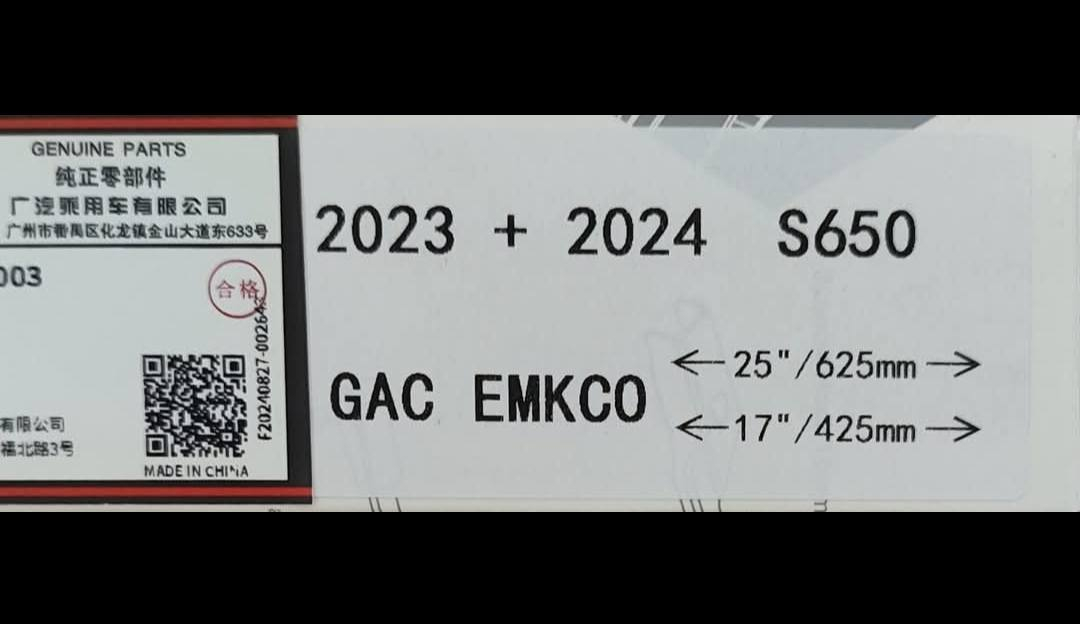 GENUINE PARTS
纯正零部件
广汽乘用车有限公司
广州市番禺区化龙镇金山大道东633号
003
合格
F20240827-00264
有限公司
福北路3号
MADE IN CHINA
2023 + 2024 S650
GAC EMKCO
←25"/625mm→
←17"/425mm→